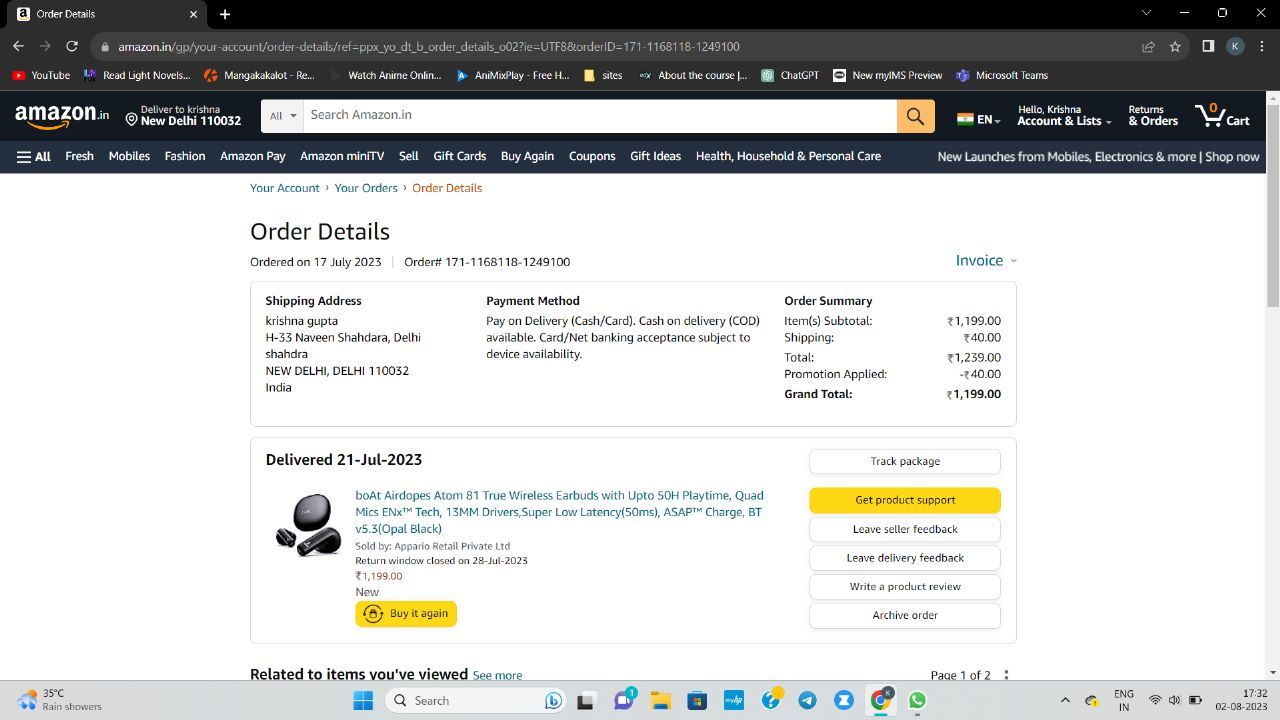 Order Details
amazon.in/gp/your-account/order-details/ref=ppx_yo_dt_b_order_details_o02?ie=UTF8&orderID=171-1168118-1249100
K
YouTube
Read Light Novels...
Mangakakalot - Re...
Watch Anime Onlin...
AniMixPlay - Free H...
sites
About the course |...
ChatGPT
New myIMS Preview
Microsoft Teams
amazon.in
Deliver to krishna
New Delhi 110032
All
Search Amazon.in
EN
Hello, Krishna
Account & Lists
Returns
& Orders
0
Cart
All
Fresh
Mobiles
Fashion
Amazon Pay
Amazon miniTV
Sell
Gift Cards
Buy Again
Coupons
Gift Ideas
Health, Household & Personal Care
New Launches from Mobiles, Electronics & more | Shop now
Your Account › Your Orders › Order Details
Order Details
Ordered on 17 July 2023 | Order# 171-1168118-1249100
Invoice
Shipping Address
krishna gupta
H-33 Naveen Shahdara, Delhi
shahdra
NEW DELHI, DELHI 110032
India
Payment Method
Pay on Delivery (Cash/Card). Cash on delivery (COD)
available. Card/Net banking acceptance subject to
device availability.
Order Summary
Item(s) Subtotal: ₹1,199.00
Shipping: ₹40.00
Total: ₹1,239.00
Promotion Applied: -₹40.00
Grand Total: ₹1,199.00
Delivered 21-Jul-2023
boAt Airdopes Atom 81 True Wireless Earbuds with Upto 50H Playtime, Quad
Mics ENx™ Tech, 13MM Drivers,Super Low Latency(50ms), ASAP™ Charge, BT
v5.3(Opal Black)
Sold by: Appario Retail Private Ltd
Return window closed on 28-Jul-2023
₹1,199.00
New
Buy it again
Track package
Get product support
Leave seller feedback
Leave delivery feedback
Write a product review
Archive order
Related to items you've viewed See more
Page 1 of 2
35°C
Rain showers
Search
1
myhp
K
ENG
IN
17:32
02-08-2023